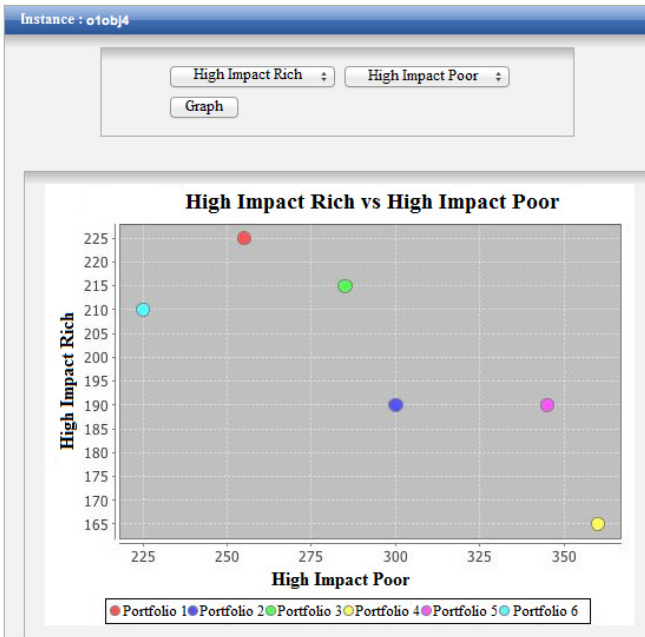 Instance : o1obj4
High Impact Rich High Impact Poor
Graph
High Impact Rich vs High Impact Poor
High Impact Rich
225
220
215
210
205
200
195
190
185
180
175
170
165
225 250 275 300 325 350
High Impact Poor
Portfolio 1 Portfolio 2 Portfolio 3 Portfolio 4 Portfolio 5 Portfolio 6